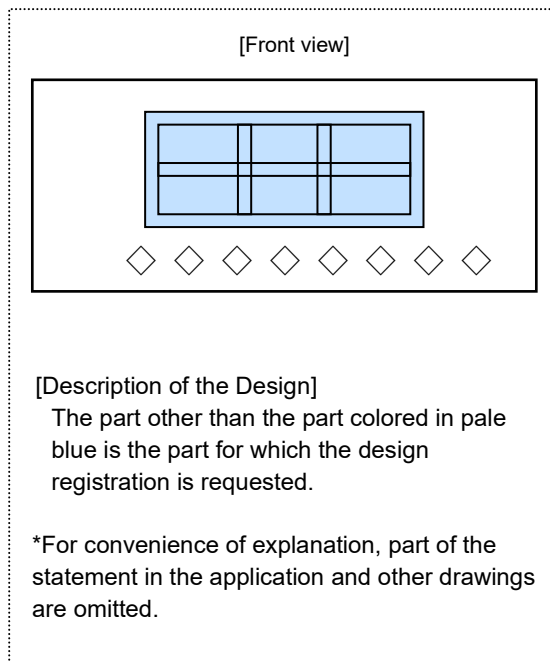 [Front view]
[Description of the Design]
The part other than the part colored in pale
blue is the part for which the design
registration is requested.
*For convenience of explanation, part of the
statement in the application and other drawings
are omitted.